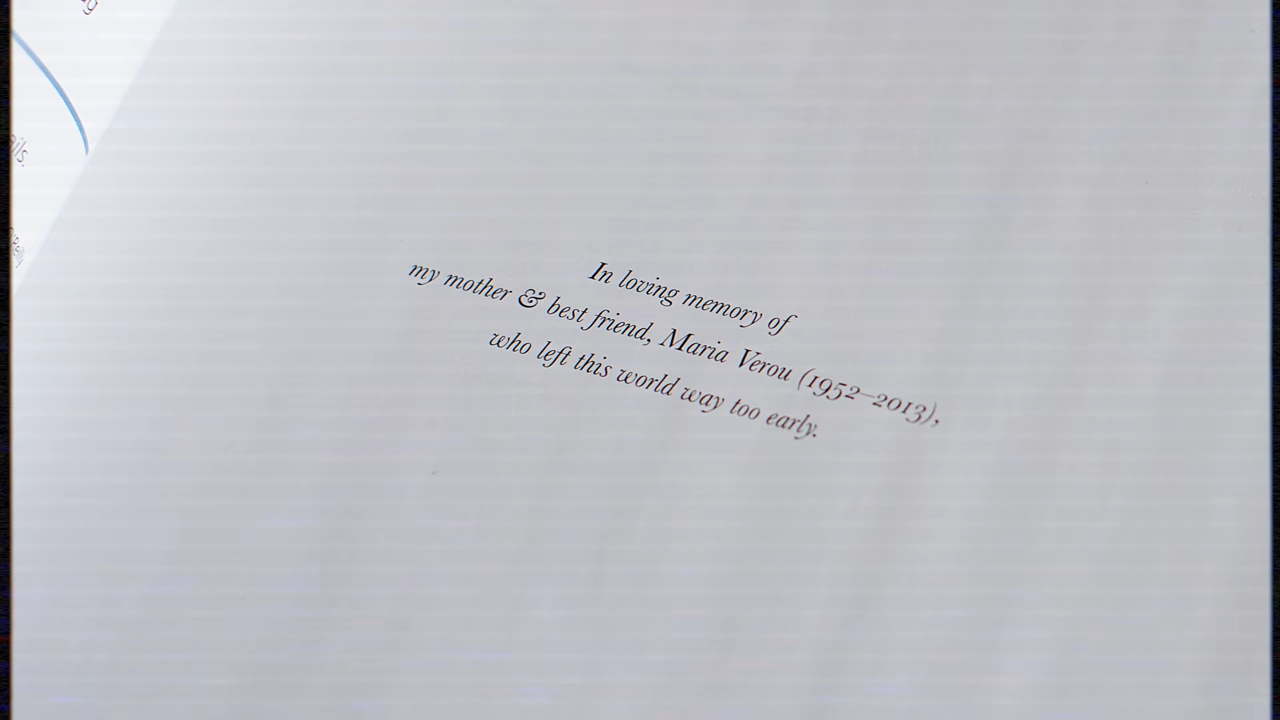 In loving memory of
my mother & best friend, Maria Verou (1952–2013),
who left this world way too early.